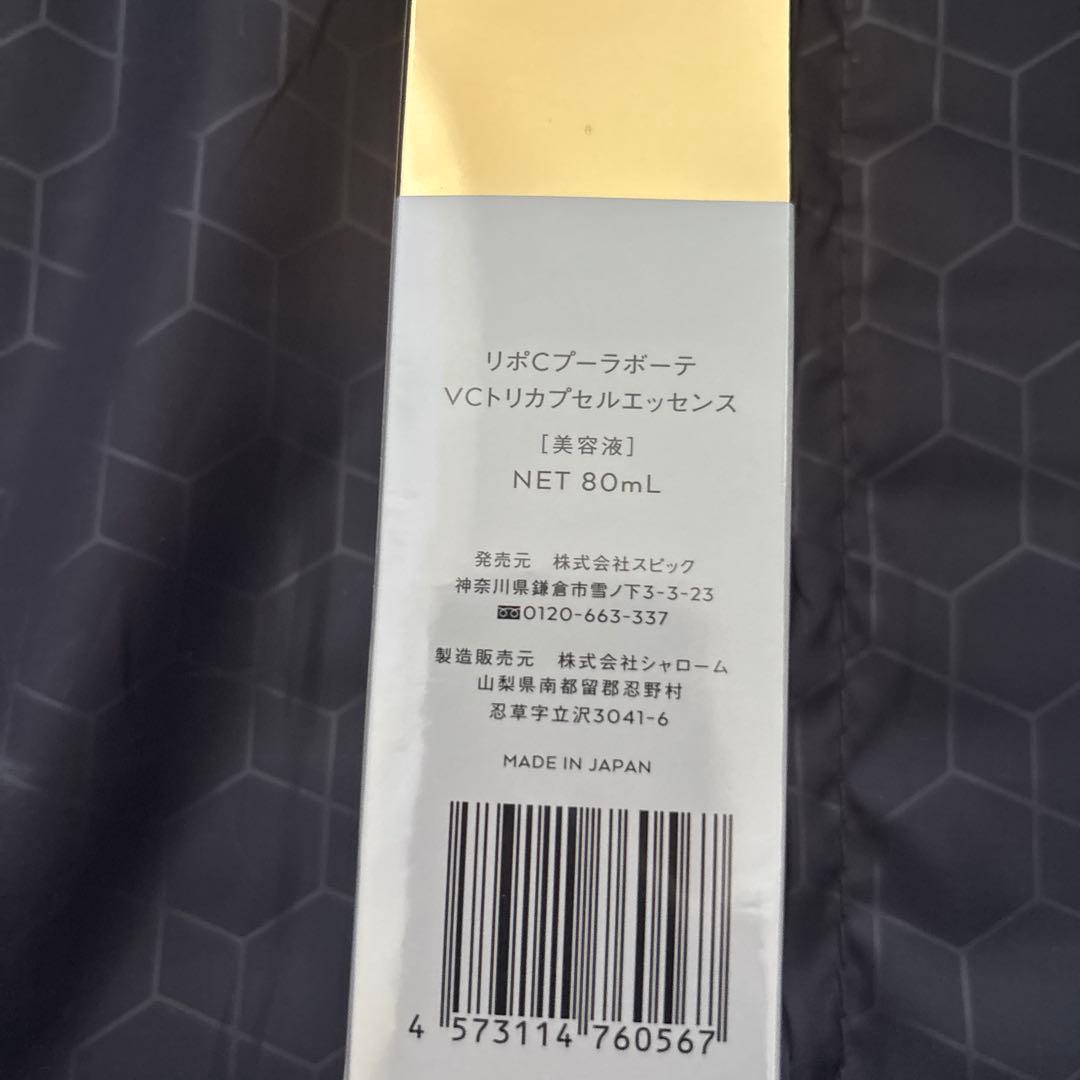 リポCプーラボーテ
VCトリカプセルエッセンス
[美容液]
NET 80mL
発売元　株式会社スピック
神奈川県鎌倉市雪ノ下3-3-23
0120-663-337
製造販売元　株式会社シャローム
山梨県南都留郡忍野村
忍草字立沢3041-6
MADE IN JAPAN
4 573114 760567